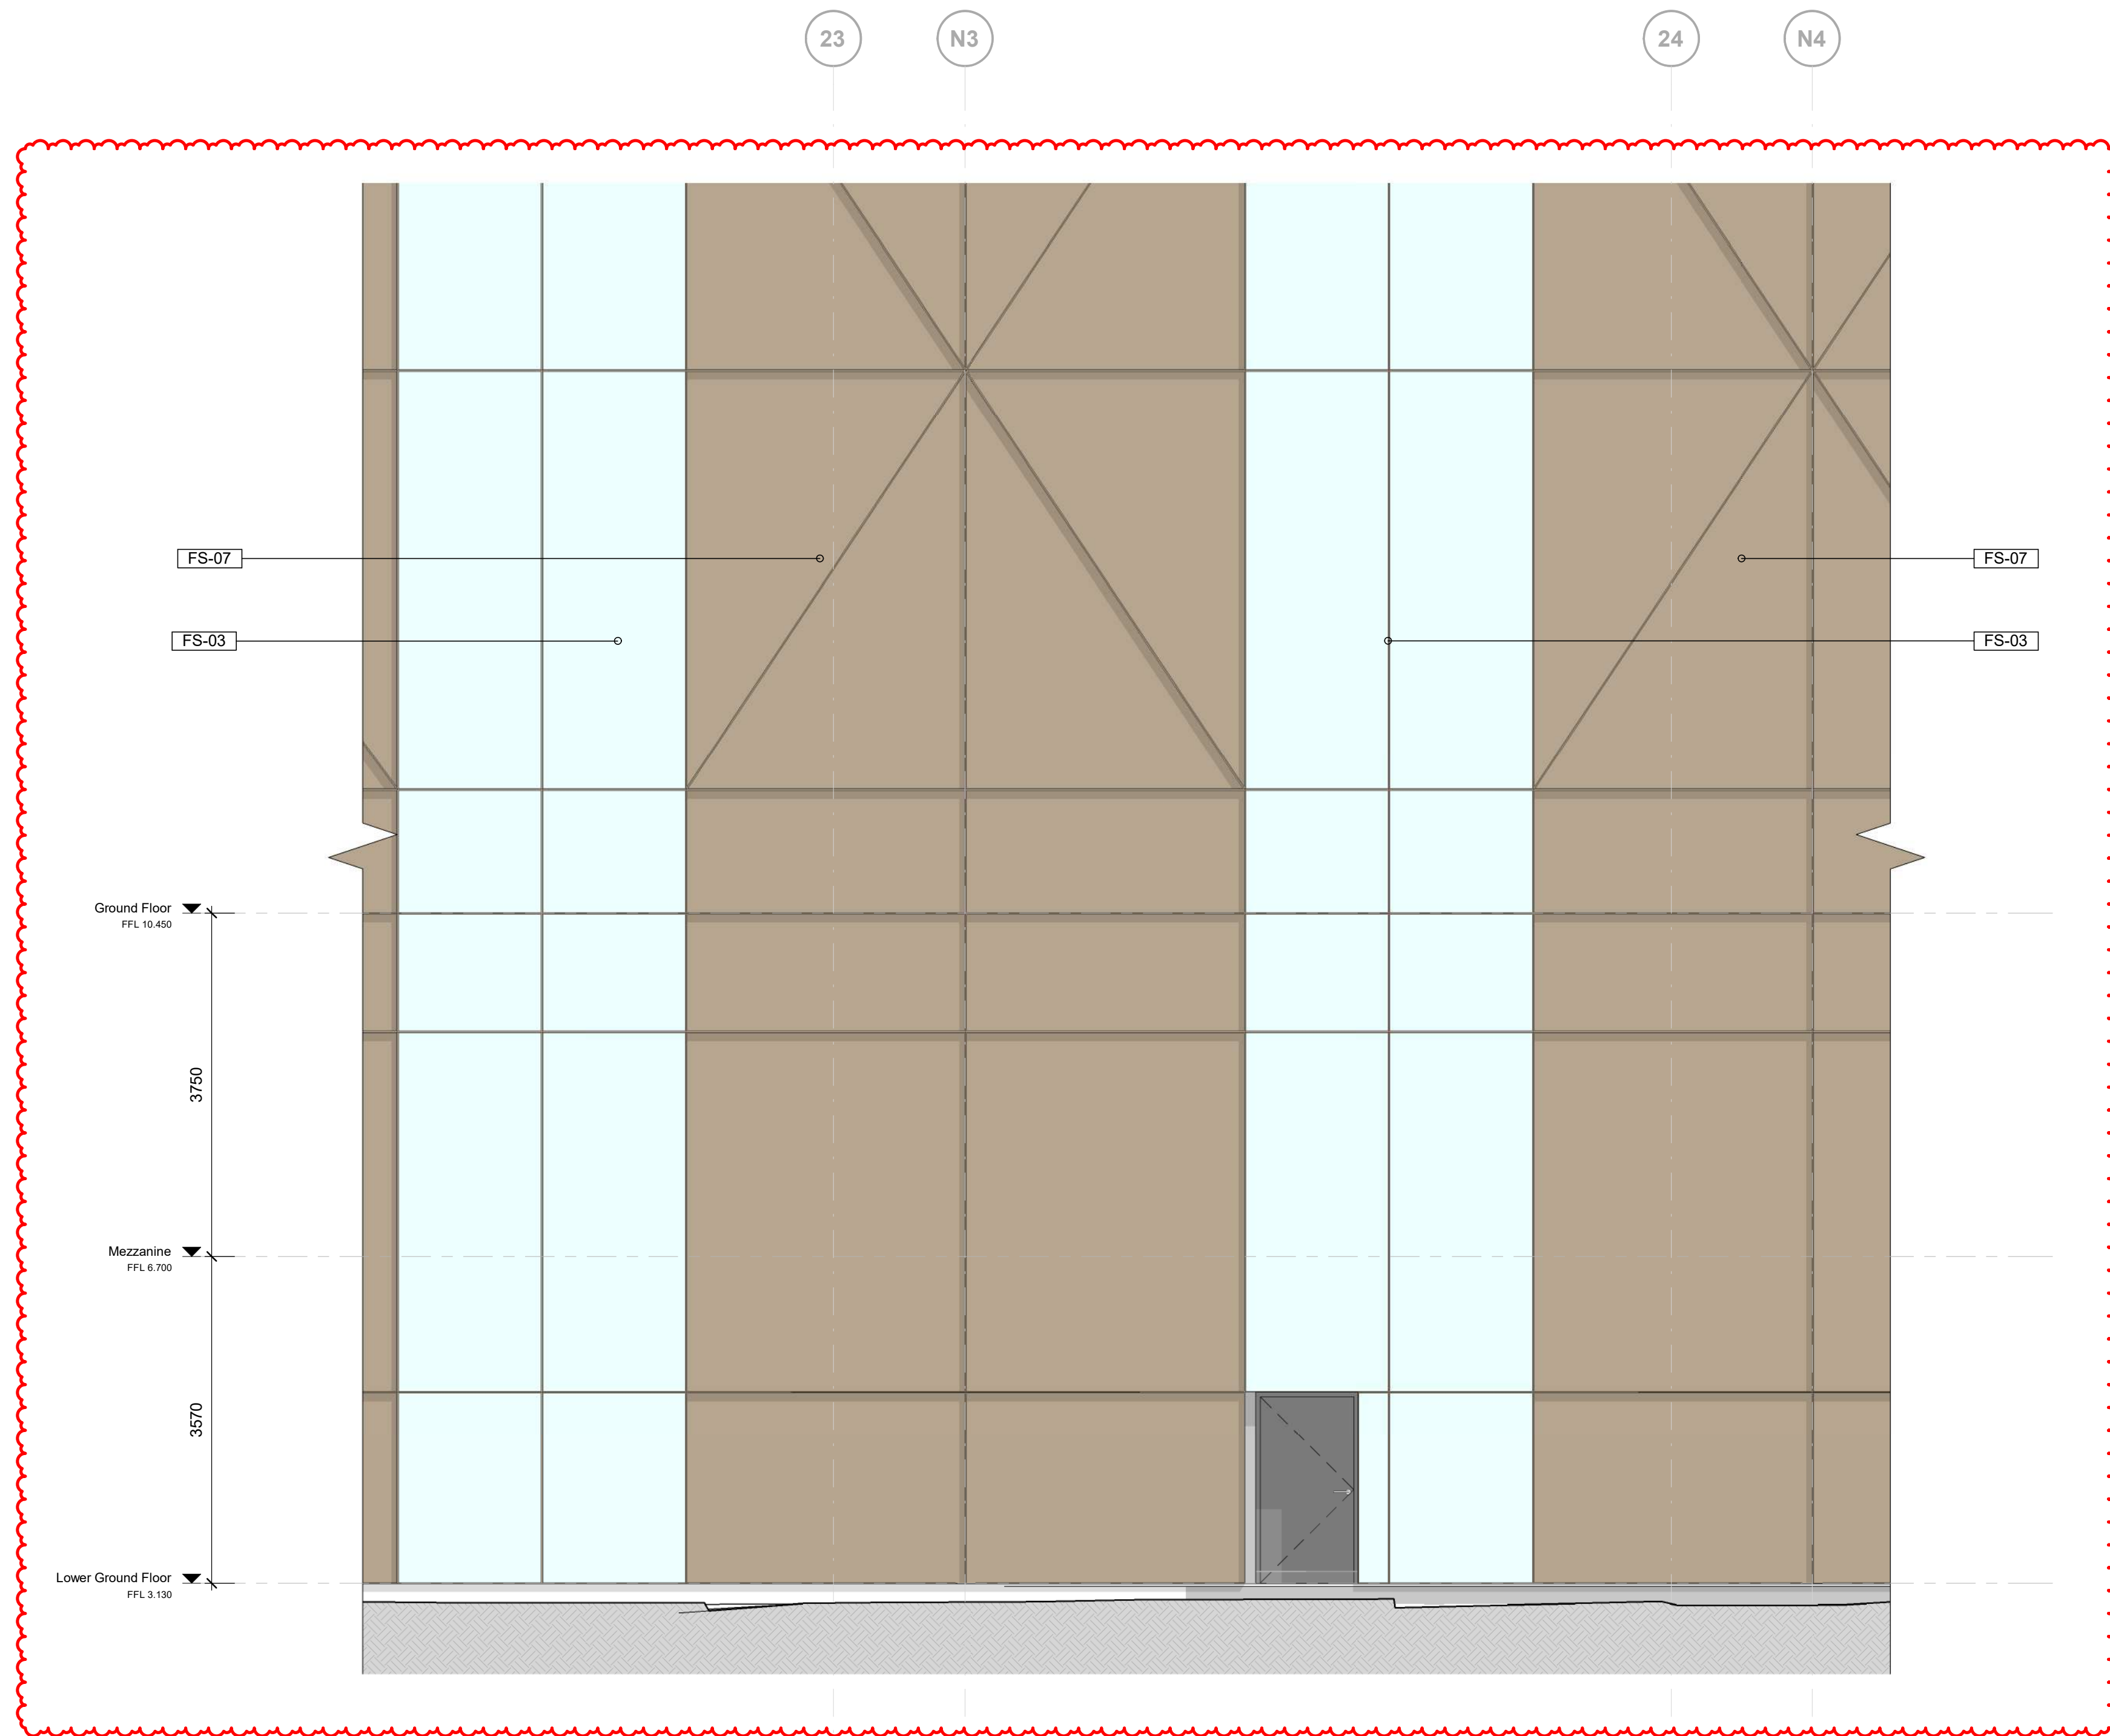 23
N3
24
N4
FS-07
FS-07
FS-03
FS-03
Ground Floor
FFL 10.450
3750
Mezzanine
FFL 6.700
3570
Lower Ground Floor
FFL 3.130